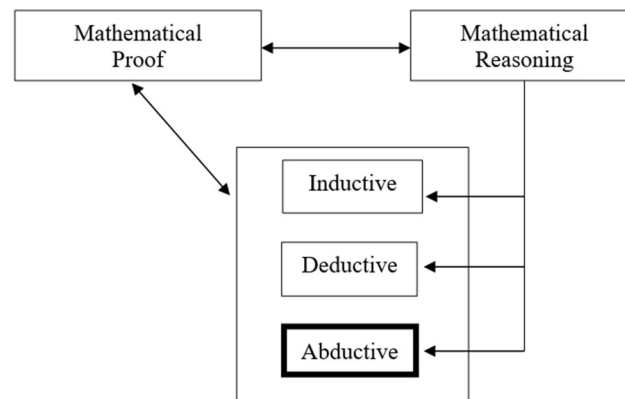 Mathematical
Proof
Mathematical
Reasoning
Inductive
Deductive
Abductive